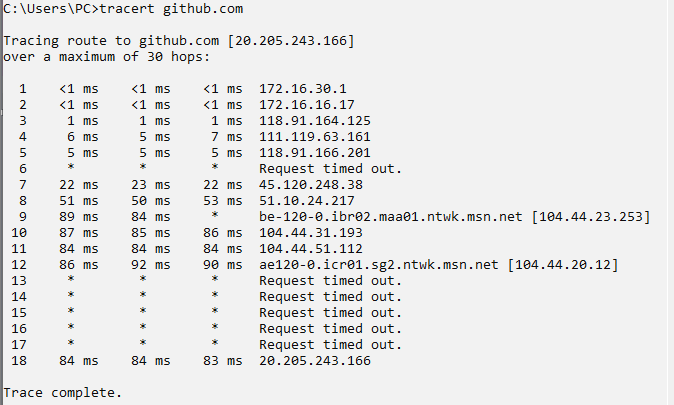 C:\Users\PC>tracert github.com
Tracing route to github.com [20.205.243.166]
over a maximum of 30 hops:
1 <1 ms <1 ms <1 ms 172.16.30.1
2 <1 ms <1 ms <1 ms 172.16.16.17
3 1 ms 1 ms 1 ms 118.91.164.125
4 6 ms 5 ms 7 ms 111.119.63.161
5 5 ms 5 ms 5 ms 118.91.166.201
6 * * * Request timed out.
7 22 ms 23 ms 22 ms 45.120.248.38
8 51 ms 50 ms 53 ms 51.10.24.217
9 89 ms 84 ms * be-120-0.ibr02.maa01.ntwk.msn.net [104.44.23.253]
10 87 ms 85 ms 86 ms 104.44.31.193
11 84 ms 84 ms 84 ms 104.44.51.112
12 86 ms 92 ms 90 ms ae120-0.icr01.sg2.ntwk.msn.net [104.44.20.12]
13 * * * Request timed out.
14 * * * Request timed out.
15 * * * Request timed out.
16 * * * Request timed out.
17 * * * Request timed out.
18 84 ms 84 ms 83 ms 20.205.243.166
Trace complete.